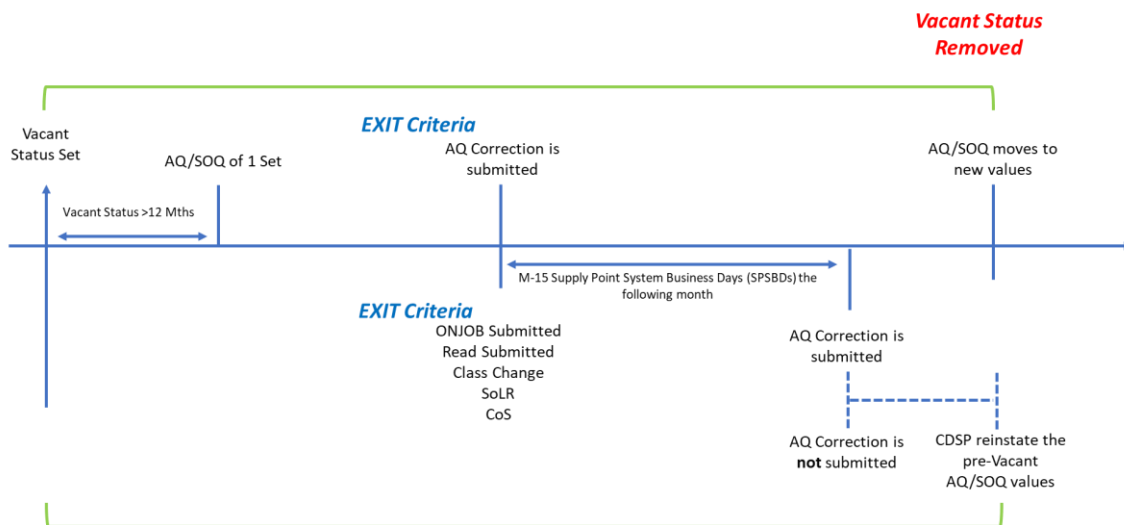 Vacant Status
Removed
EXIT Criteria
Vacant
Status Set
AQ/SOQ of 1 Set
AQ Correction is
submitted
AQ/SOQ moves to
new values
Vacant Status >12 Mths
M-15 Supply Point System Business Days (SPSBDs) the
following month
EXIT Criteria
ONJOB Submitted
Read Submitted
Class Change
SoLR
CoS
AQ Correction is
submitted
AQ Correction is
not submitted
CDSP reinstate the
pre-Vacant
AQ/SOQ values